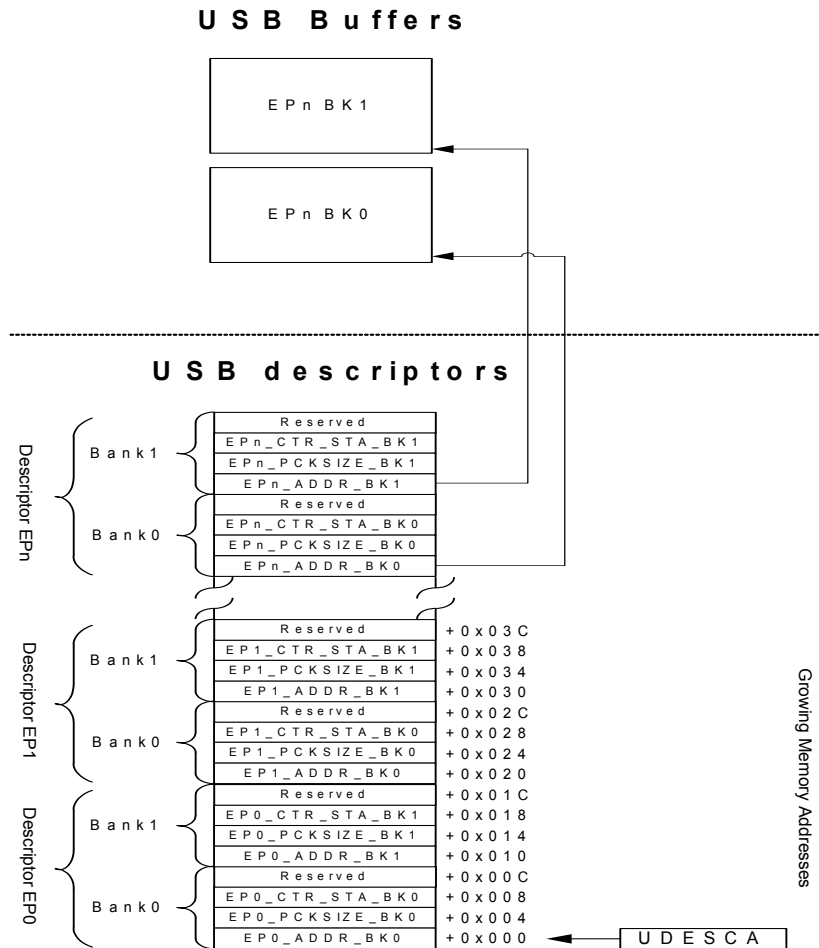 USB Buffers
EPn BK1
EPn BK0
USB descriptors
Descriptor EPn
Bank1
Reserved
EPn_CTR_STA_BK1
EPn_PCKSIZE_BK1
EPn_ADDR_BK1
Bank0
Reserved
EPn_CTR_STA_BK0
EPn_PCKSIZE_BK0
EPn_ADDR_BK0
Descriptor EP1
Bank1
Reserved +0x03C
EP1_CTR_STA_BK1 +0x038
EP1_PCKSIZE_BK1 +0x034
EP1_ADDR_BK1 +0x030
Bank0
Reserved +0x02C
EP1_CTR_STA_BK0 +0x028
EP1_PCKSIZE_BK0 +0x024
EP1_ADDR_BK0 +0x020
Descriptor EP0
Bank1
Reserved +0x01C
EP0_CTR_STA_BK1 +0x018
EP0_PCKSIZE_BK1 +0x014
EP0_ADDR_BK1 +0x010
Bank0
Reserved +0x00C
EP0_CTR_STA_BK0 +0x008
EP0_PCKSIZE_BK0 +0x004
EP0_ADDR_BK0 +0x000
UDESCA
Growing Memory Addresses